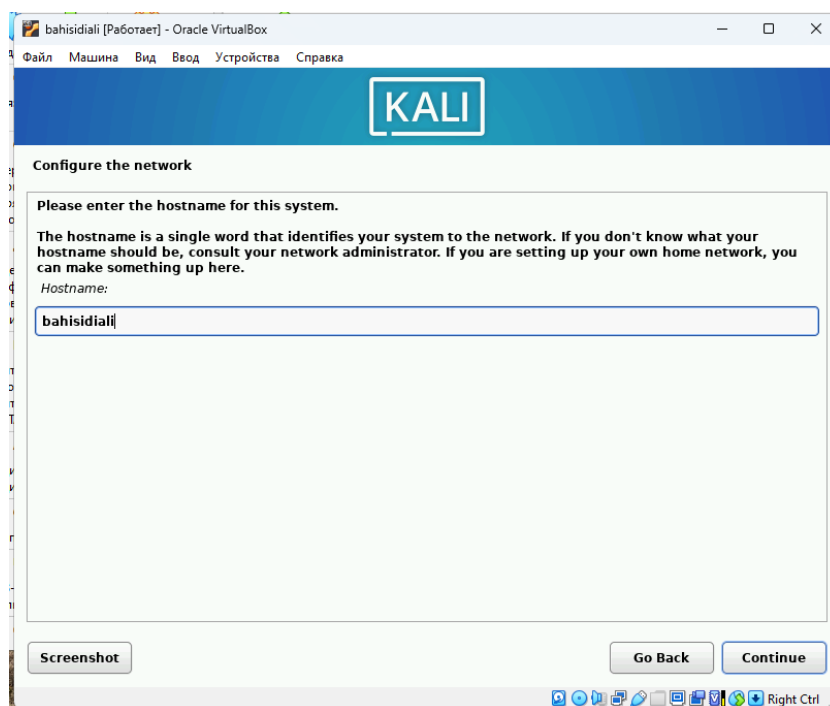 bahisidiali [Работает] - Oracle VirtualBox
Файл Машина Вид Ввод Устройства Справка
KALI
Configure the network
Please enter the hostname for this system.
The hostname is a single word that identifies your system to the network. If you don't know what your
hostname should be, consult your network administrator. If you are setting up your own home network, you
can make something up here.
Hostname:
bahisidiali
Screenshot
Go Back
Continue
Right Ctrl